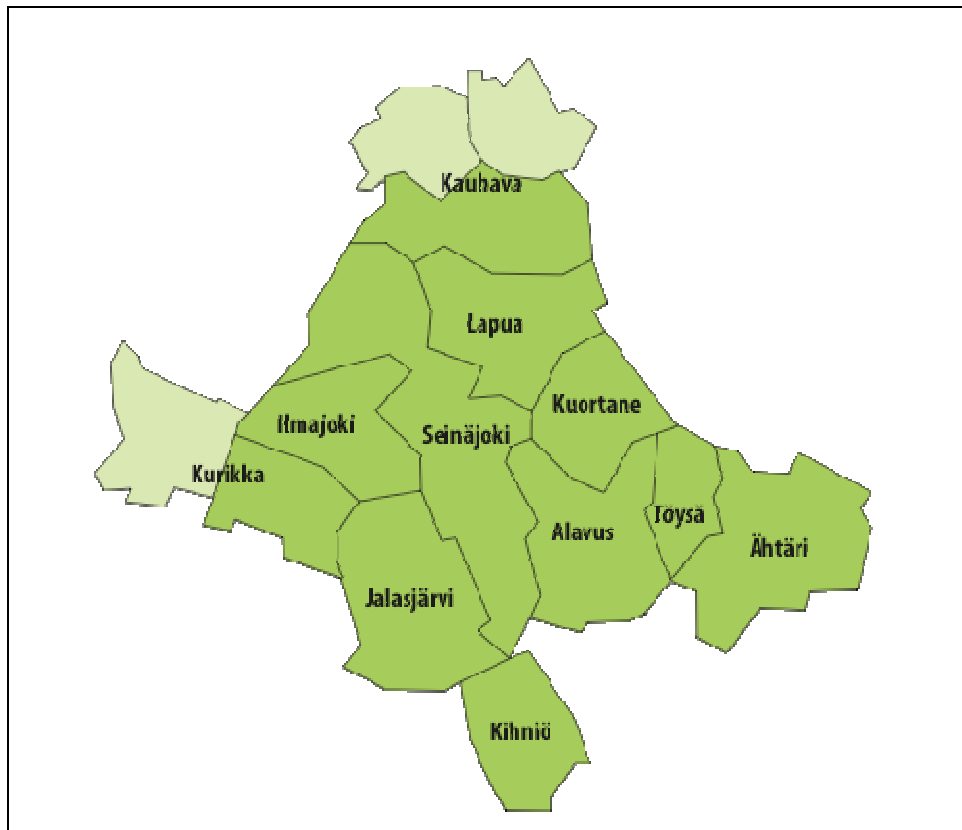 Kauhava
Lapua
Kuortane
Ilmajoki
Seinäjoki
Kurikka
Töysä
Alavus
Ähtäri
Jalasjärvi
Kihniö